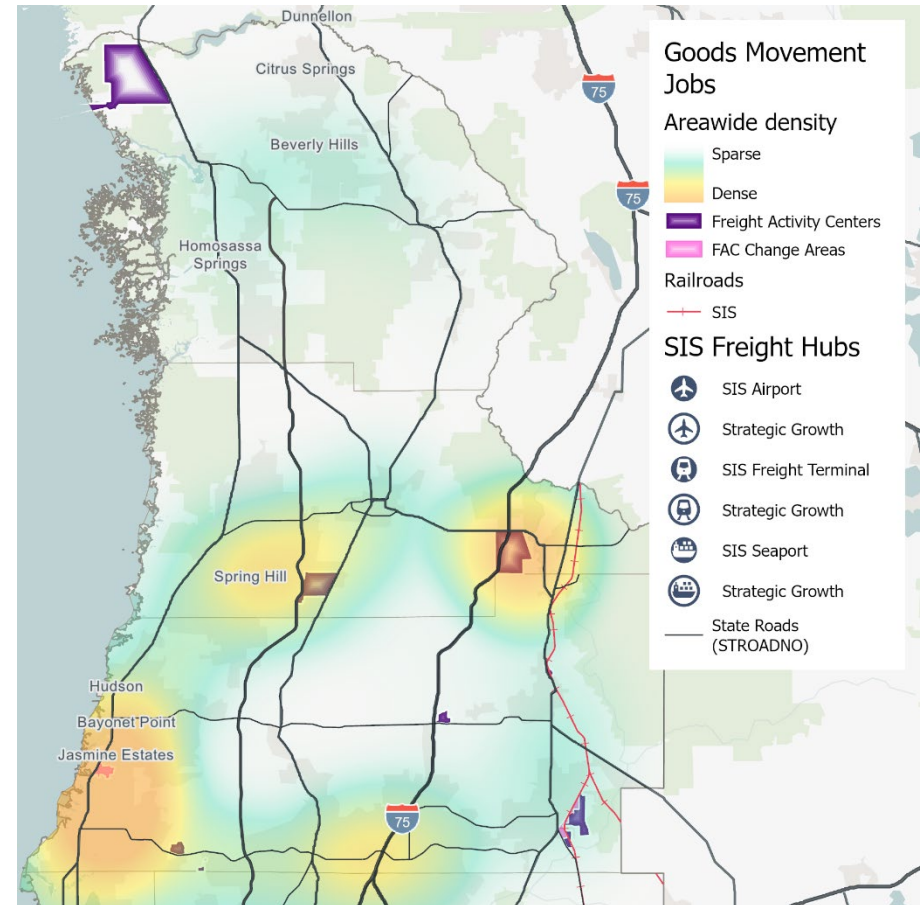 Dunnellon
Citrus Springs
75
Beverly Hills
75
Homosassa
Springs
Spring Hill
Hudson
Bayonet Point
Jasmine Estates
75
Goods Movement
Jobs
Areawide density
Sparse
Dense
Freight Activity Centers
FAC Change Areas
Railroads
SIS
SIS Freight Hubs
SIS Airport
Strategic Growth
SIS Freight Terminal
Strategic Growth
SIS Seaport
Strategic Growth
State Roads
(STROADNO)